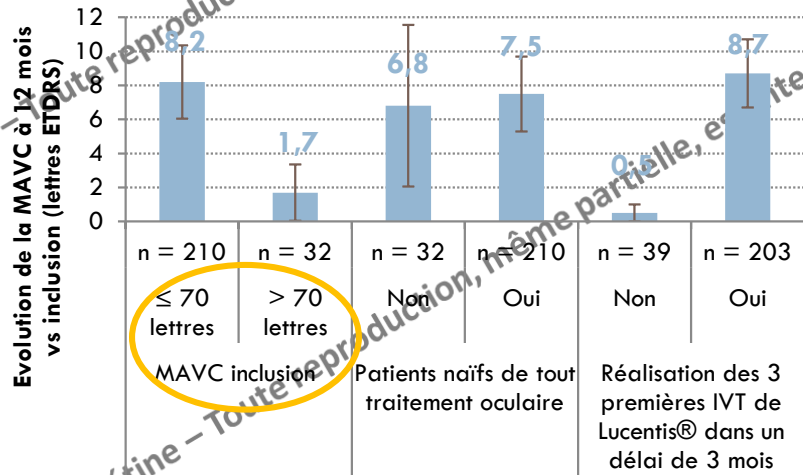 Evolution de la MAVC à 12 mois
vs inclusion (lettres ETDRS)
12
10
8
6
4
2
0
8,2
1,7
6,8
7,5
0,5
8,7
n = 210
n = 32
n = 32
n = 210
n = 39
n = 203
≤ 70
lettres
> 70
lettres
Non
Oui
Non
Oui
MAVC inclusion
Patients naïfs de tout
traitement oculaire
Réalisation des 3
premières IVT de
Lucentis® dans un
délai de 3 mois
– Toute
même partielle,
– Toute reproduction,